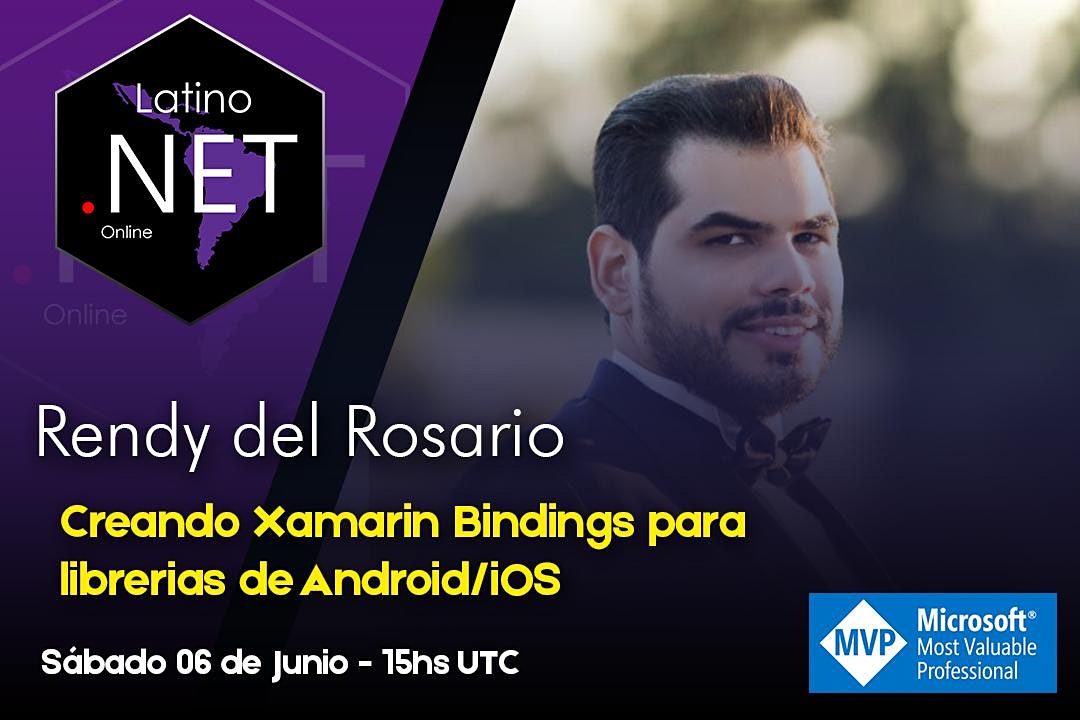 Latino
.NET
Online
Online
Rendy del Rosario
Creando Xamarin Bindings para
librerias de Android/iOS
Sábado 06 de Junio - 15hs UTC
MVP
Microsoft®
Most Valuable
Professional